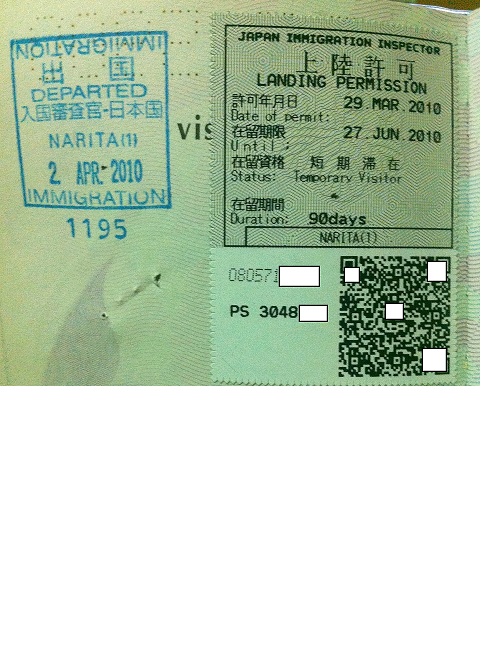 IMMIGRATION
出国
DEPARTED
入国審査官-日本国
NARITA(1)
2 APR 2010
IMMIGRATION
1195
vis
JAPAN IMMIGRATION INSPECTOR
上陸許可
LANDING PERMISSION
許可年月日 29.MAR.2010
Date of permit:
在留期限 27.JUN.2010
Until :
在留資格 短期滞在
Status: Temporary Visitor
在留期間
Duration: 90days
NARITA(1)
080571
PS 3048